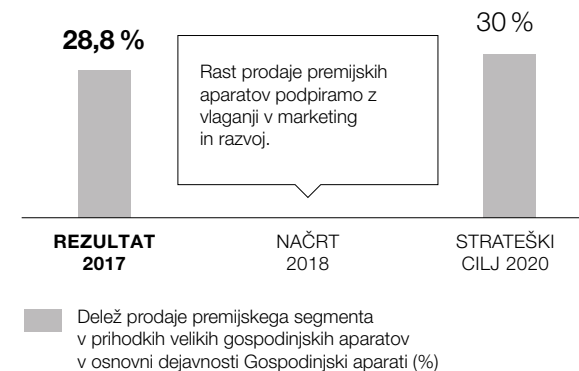 28,8 %
30 %
Rast prodaje premijskih
aparatov podpiramo z
vlaganji v marketing
in razvoj.
REZULTAT
2017
NAČRT
2018
STRATEŠKI
CILJ 2020
Delež prodaje premijskega segmenta
v prihodkih velikih gospodinjskih aparatov
v osnovni dejavnosti Gospodinjski aparati (%)